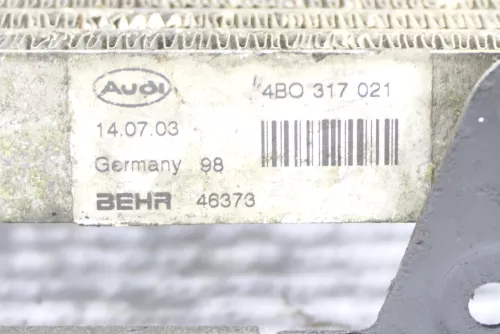 Audi
4B0 317 021
14.07.03
Germany 98
BEHR 46373